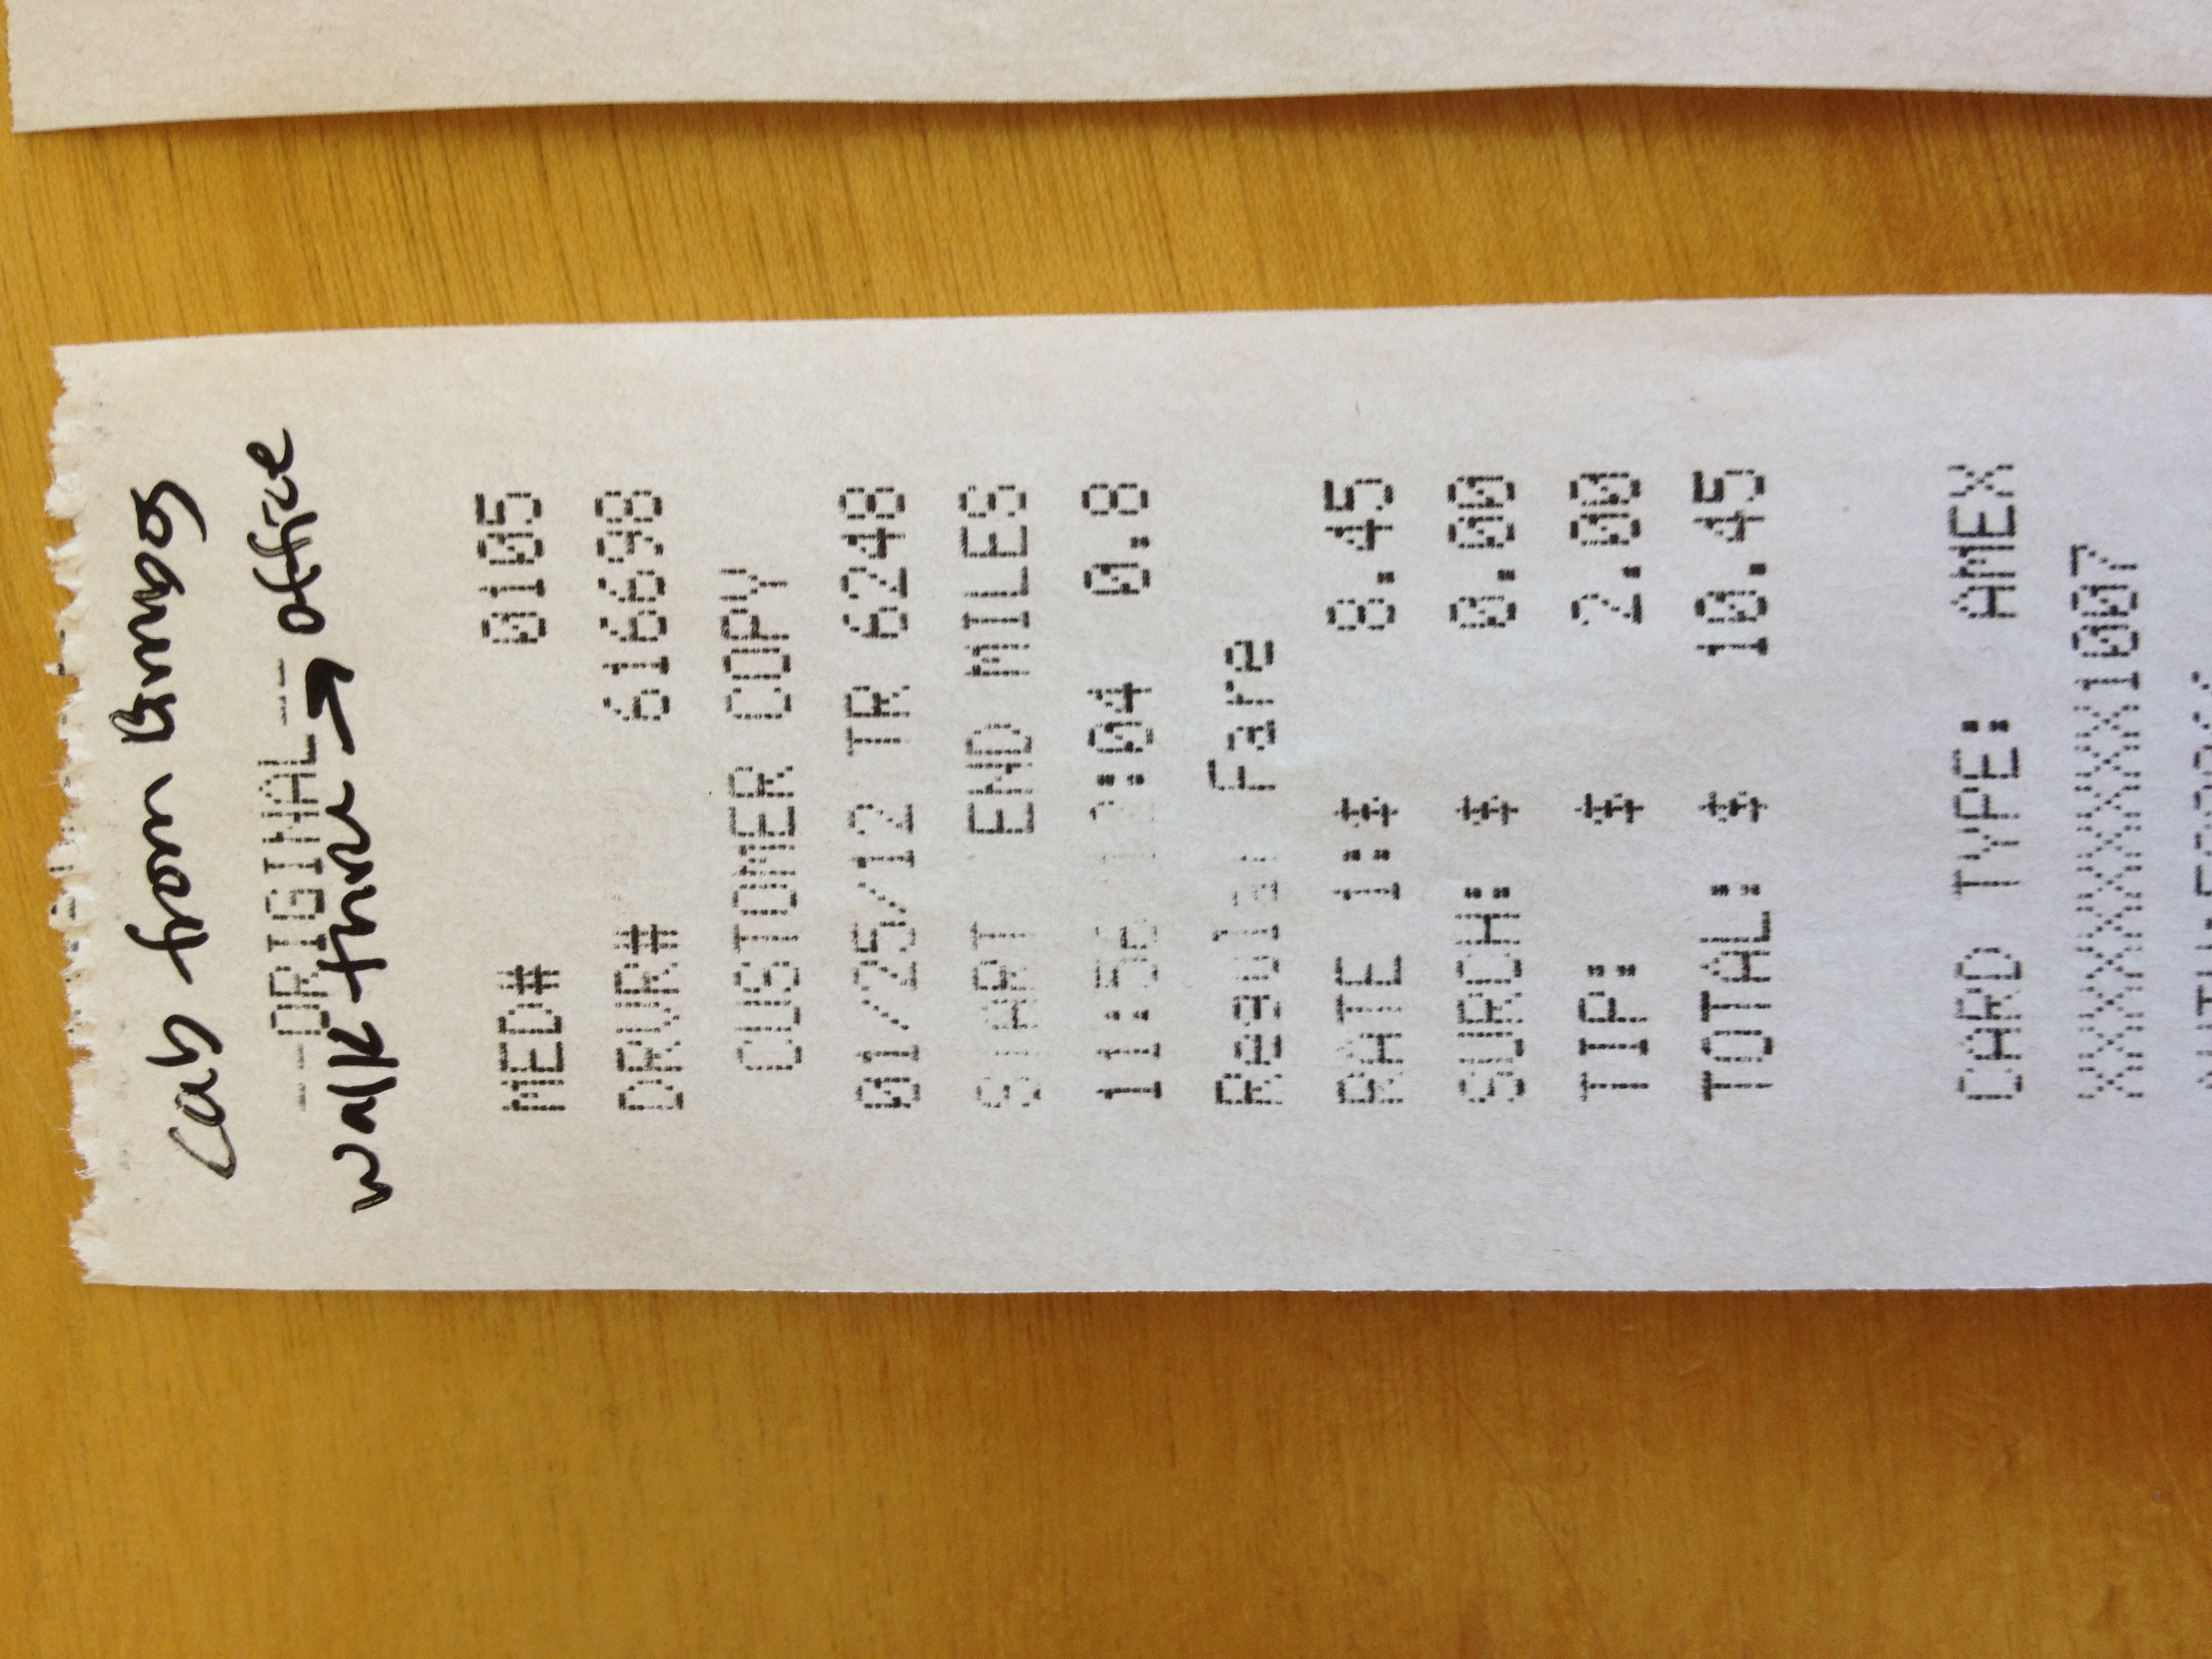 cab from Bimbos
--ORIGINAL--
walk thru → office
MED# 0105
DRVR# 616698
CUSTOMER COPY
01/25/12 TR 6248
START END MILES
11:56 12:04 0.8
Regular Fare
RATE 1:$ 8.45
SURCH: $ 0.00
TIP: $ 2.00
TOTAL: $ 10.45
CARD TYPE: AMEX
XXXXXXXXXXX1007